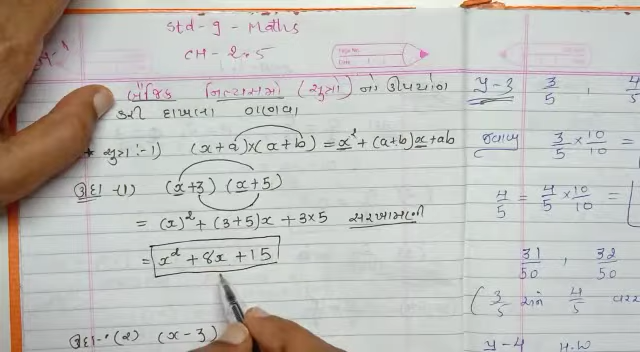 Std-9-Maths
CH-2.5
બૈજિક નિત્યસમો (સુત્રો) નો ઉપયોગ
કરી દાખલા ગણવા
* સુત્ર:-1) (x+a)×(x+b) = x²+(a+b)x+ab
ઉદા-(1) (x+3) (x+5)
= (x)² + (3+5)x + 3×5 સરખામણી
= x² + 8x + 15
ઉદા-(2) (x-3)
પ્ર-3 3/5 , 4/5
જવાબ 3/5 × 10/10 =
4/5 = 4/5 × 10/10 =
31/50 , 32/50
(3/5 અને 4/5
પ્ર-4 H.W